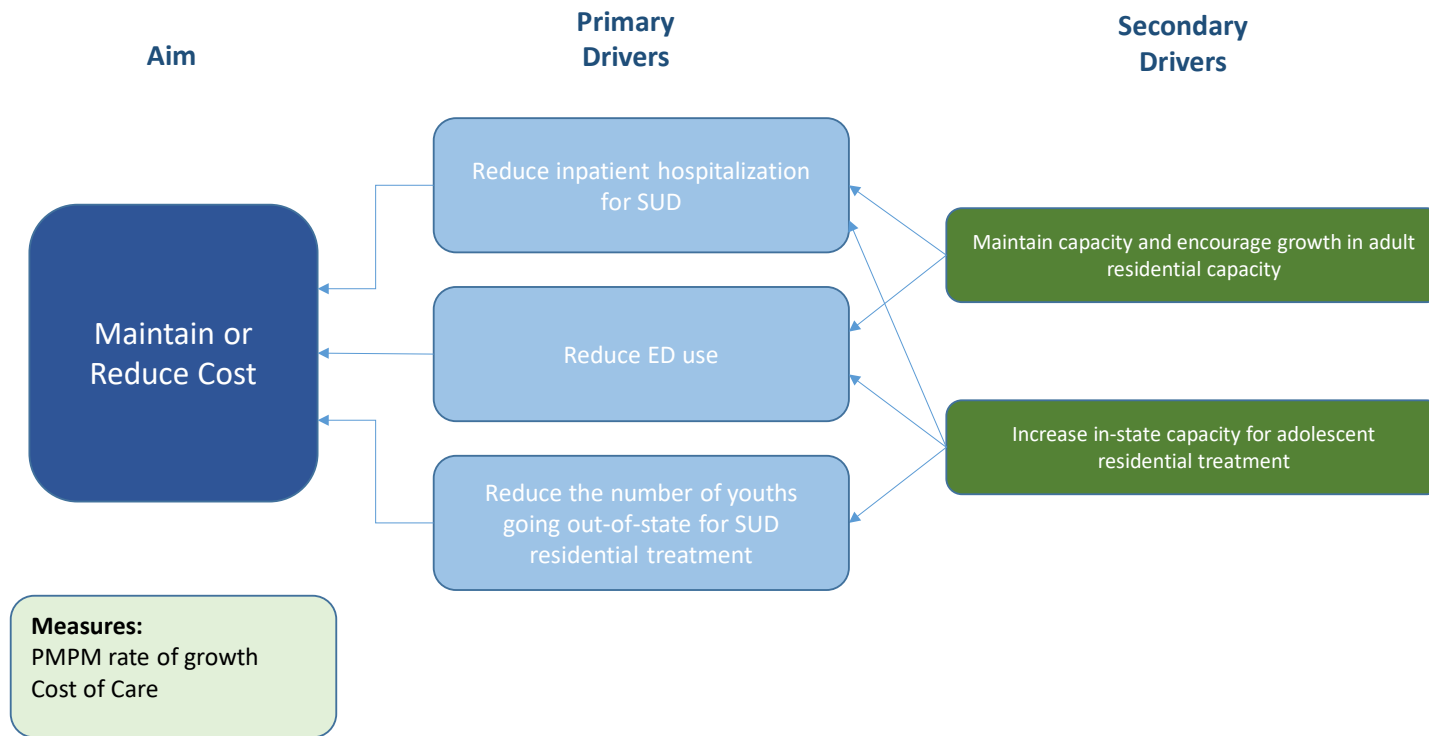 Aim
Primary
Drivers
Secondary
Drivers
Maintain or
Reduce Cost
Reduce inpatient hospitalization
for SUD
Reduce ED use
Reduce the number of youths
going out-of-state for SUD
residential treatment
Maintain capacity and encourage growth in adult
residential capacity
Increase in-state capacity for adolescent
residential treatment
Measures:
PMPM rate of growth
Cost of Care